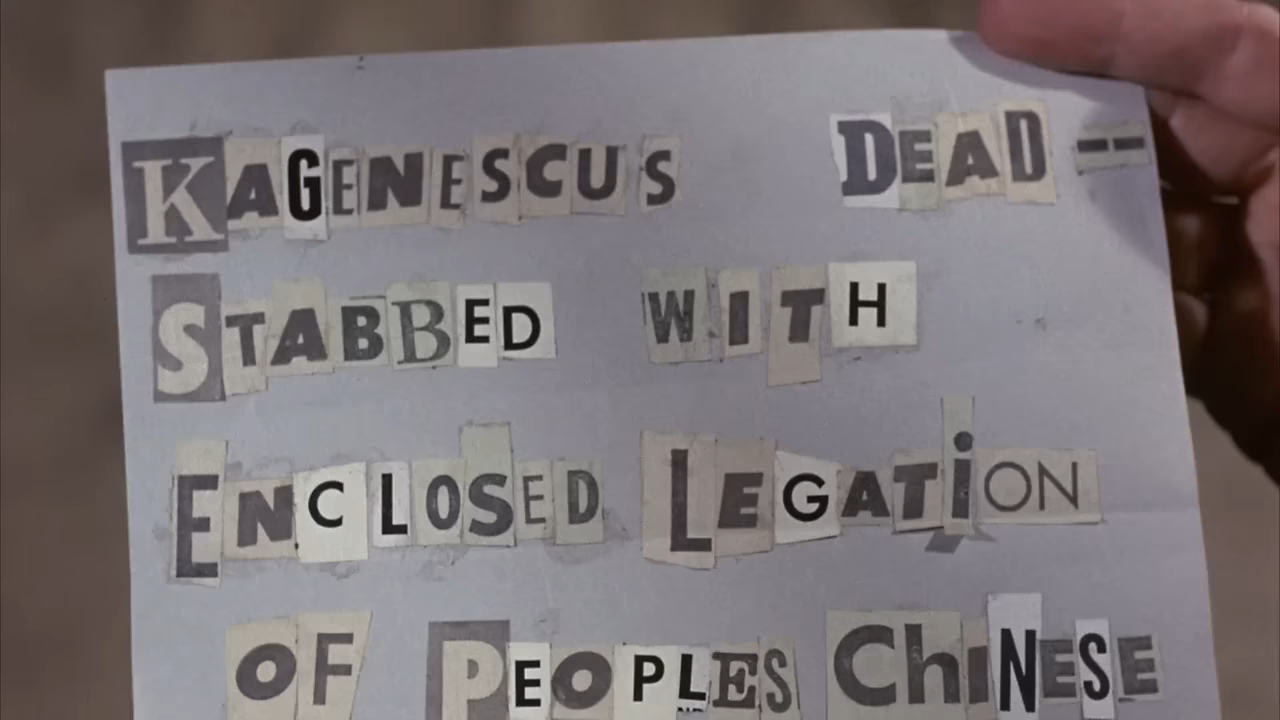 KAGENESCUS DEAD--
STABBED WITH
ENCLOSED LEGATiON
OF PEOPLES ChiNESE